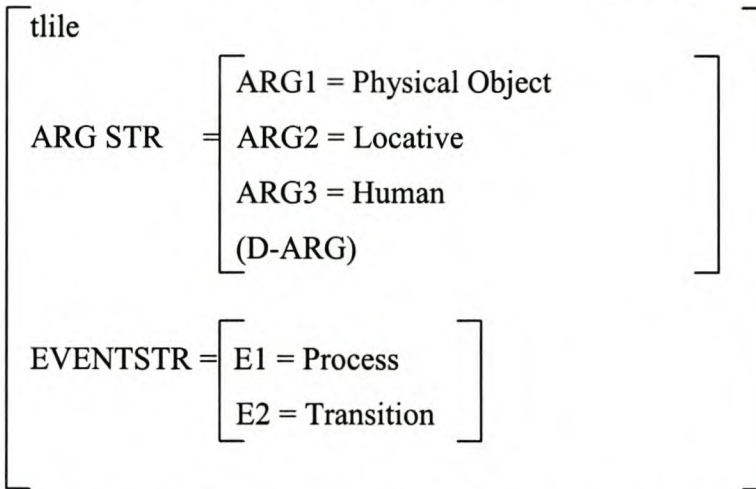 tlile
ARG1 = Physical Object
ARG STR = ARG2 = Locative
ARG3 = Human
(D-ARG)
EVENTSTR = E1 = Process
E2 = Transition